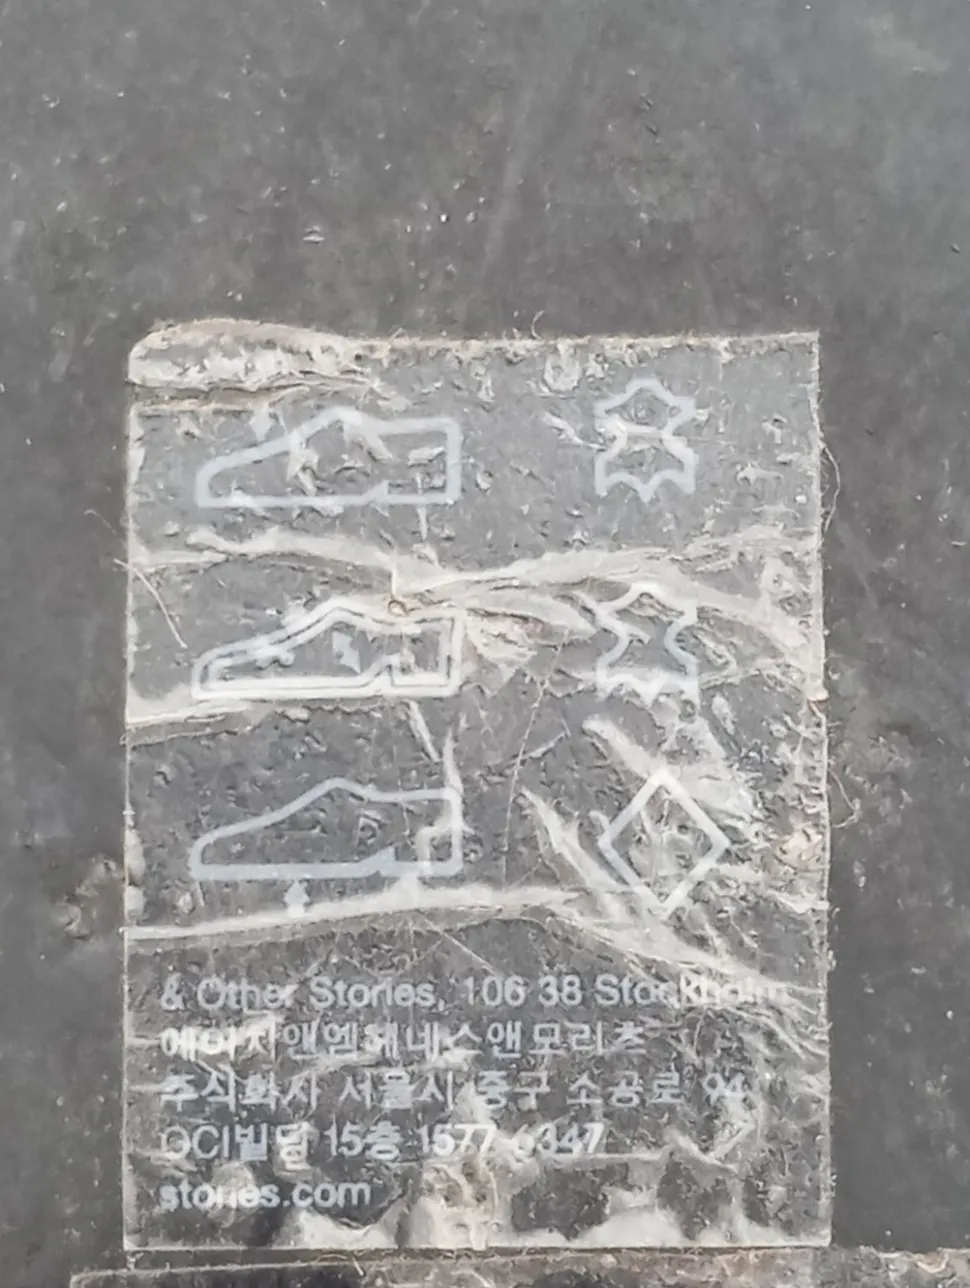 & Other Stories, 106 38 Stockholm
에이치앤엠헤네스앤모리츠
주식회사 서울시 중구 소공로 94
OCI빌딩 15층 1577-6347
stories.com